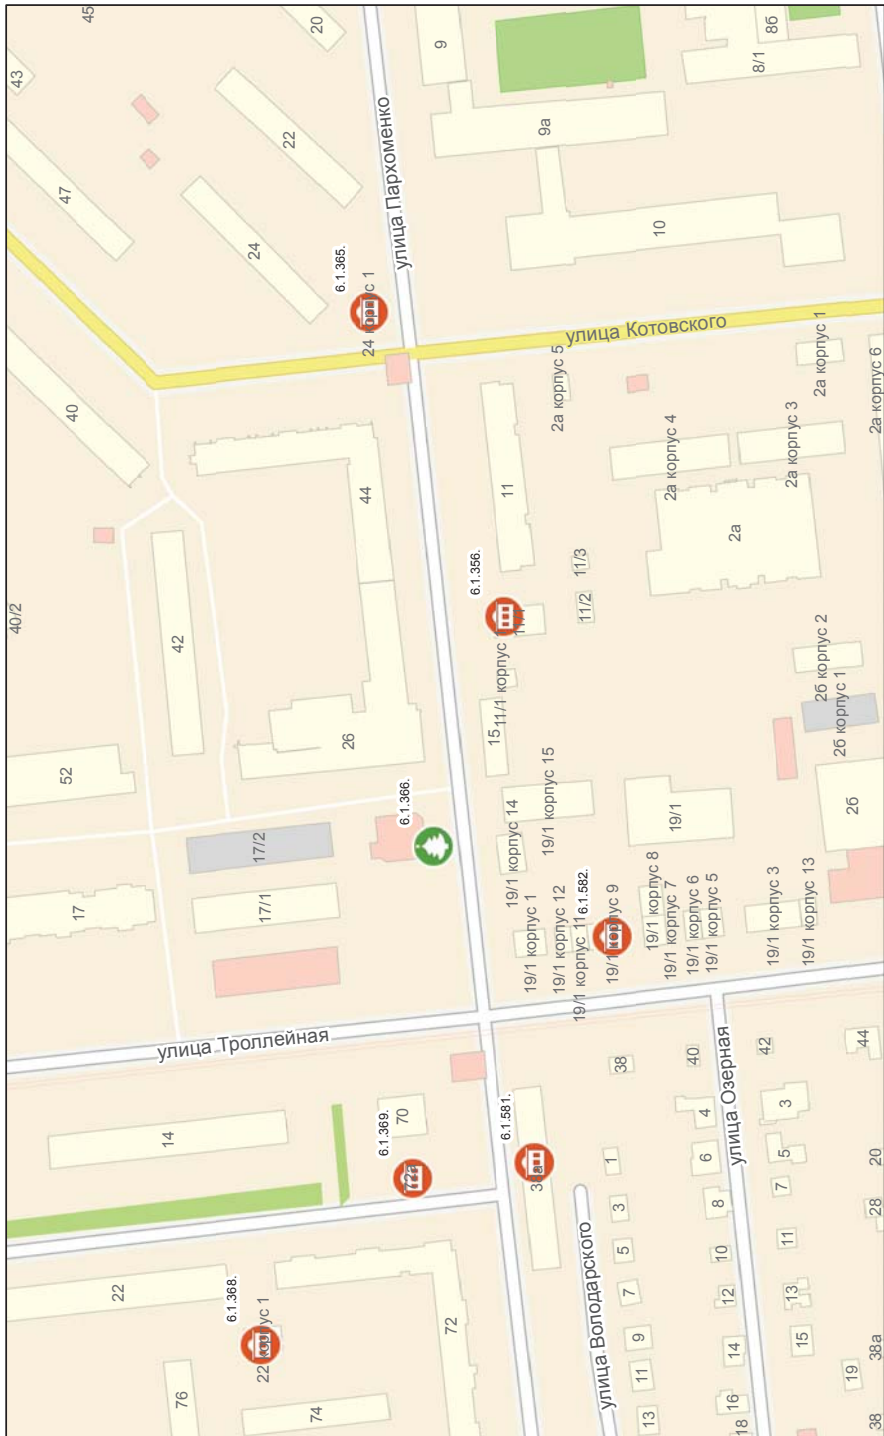 45
20
43
22
47
24
9
8б
8/1
9а
10
улица Пархоменко
6.1.365.
24 корпус 1
улица Котовского
40
44
11
2а корпус 5
2а корпус 4
2а корпус 3
2а корпус 1
2а корпус 6
2а
40/2
42
6.1.356.
11/1
11/3
11/2
11/1 корпус 1
15
26
52
2б корпус 2
2б корпус 1
2б
6.1.366.
17/2
17/1
17
19/1 корпус 15
19/1 корпус 14
19/1
6.1.582.
19/1 корпус 1
19/1 корпус 12
19/1 корпус 11
19/1 корпус 9
19/1 корпус 8
19/1 корпус 7
19/1 корпус 6
19/1 корпус 5
19/1 корпус 3
19/1 корпус 13
улица Троллейная
14
70
6.1.369.
72а
6.1.581.
38а
38
40
42
44
улица Озерная
4
3
6
5
1
7
20
8
3
28
5
10
11
улица Володарского
7
12
13
22
6.1.368.
22 корпус 1
72
76
74
9
14
15
38а
11
19
13
16
18
38